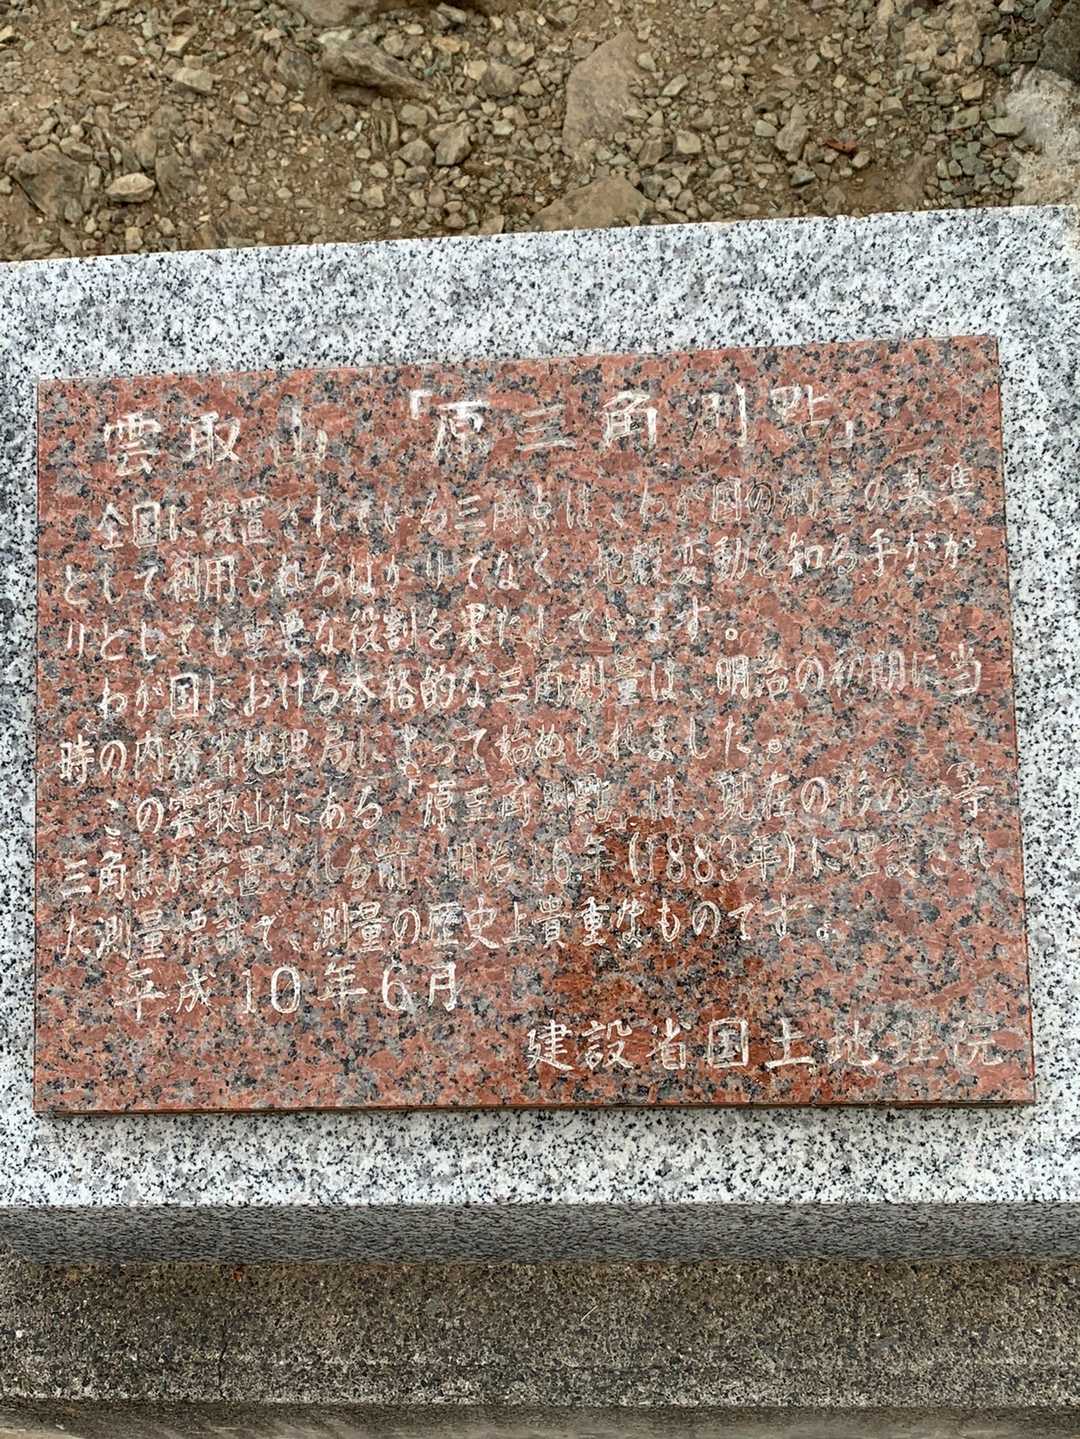 雲取山「原三角測點」
全国に設置されている三角点は、わが国の測量の基準
として利用されるばかりでなく、地殻変動を知る手がか
りとしても重要な役割を果たしています。
わが国における本格的な三角測量は、明治の初期に当
時の内務省地理局によって始められました。
この雲取山にある「原三角測點」は、現在の形の一等
三角点が設置される前、明治16年(1883年)に埋設され
た測量標識で、測量の歴史上貴重なものです。
平成10年6月
建設省国土地理院